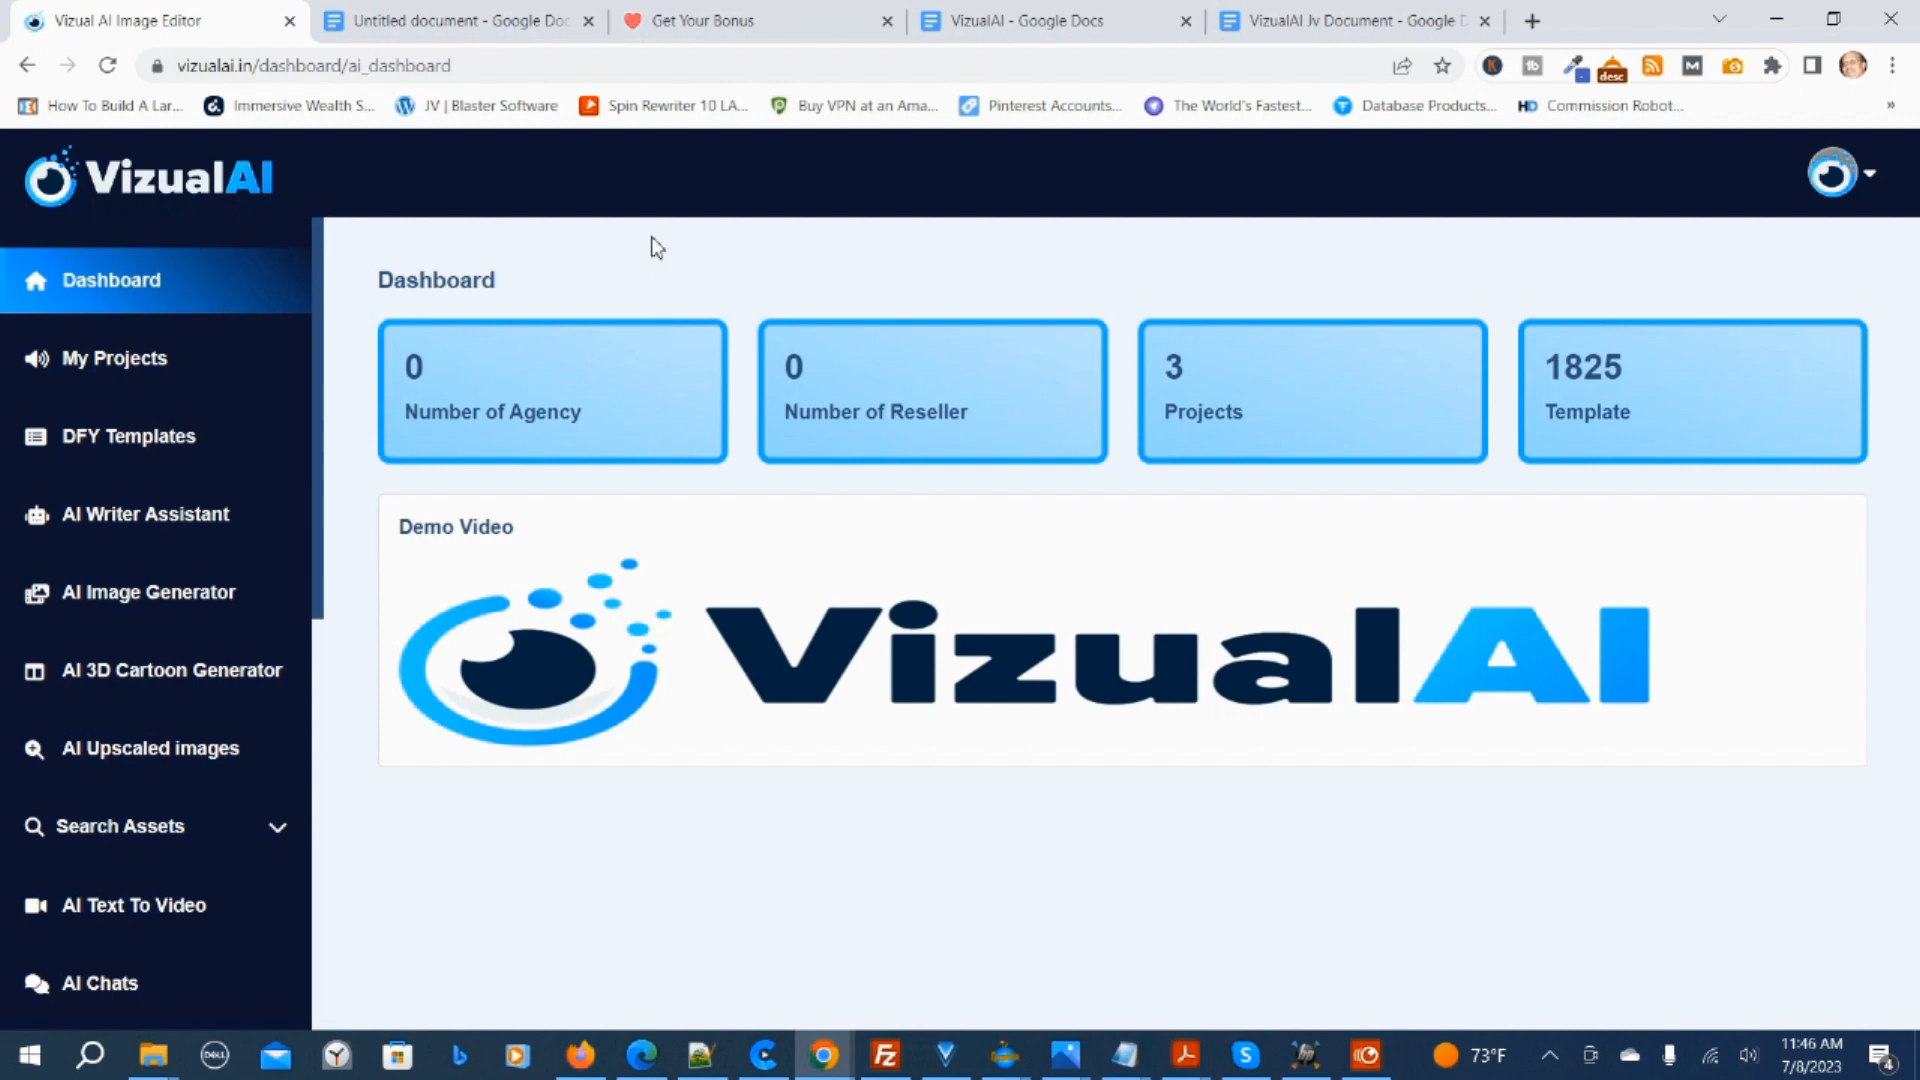 Vizual AI Image Editor
Untitled document - Google Doc
Get Your Bonus
VizualAI - Google Docs
VizualAI Jv Document - Google D
vizualai.in/dashboard/ai_dashboard
desc
How To Build A Lar...
Immersive Wealth S...
JV | Blaster Software
Spin Rewriter 10 LA...
Buy VPN at an Ama...
Pinterest Accounts...
The World's Fastest...
Database Products...
HD
Commission Robot...
VizualAI
Dashboard
My Projects
DFY Templates
AI Writer Assistant
AI Image Generator
AI 3D Cartoon Generator
AI Upscaled images
Search Assets
AI Text To Video
AI Chats
Dashboard
0
Number of Agency
0
Number of Reseller
3
Projects
1825
Template
Demo Video
VizualAI
DELL
73°F
11:46 AM
7/8/2023
4